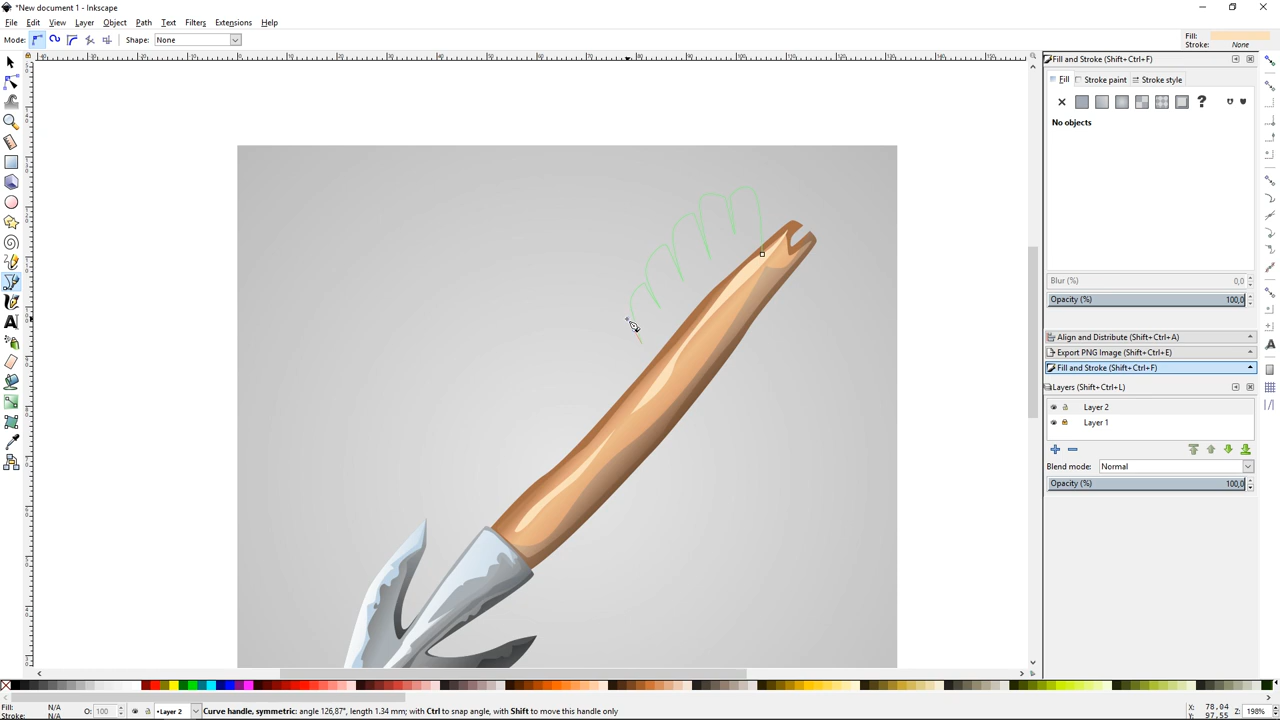 *New document 1 - Inkscape
File Edit View Layer Object Path Text Filters Extensions Help
Mode: Shape: None
Fill:
Stroke: None
Fill and Stroke (Shift+Ctrl+F)
Fill Stroke paint Stroke style
?
No objects
Blur (%) 0,0
Opacity (%) 100,0
Align and Distribute (Shift+Ctrl+A)
Export PNG Image (Shift+Ctrl+E)
Fill and Stroke (Shift+Ctrl+F)
Layers (Shift+Ctrl+L)
Layer 2
Layer 1
Blend mode: Normal
Opacity (%) 100,0
Fill: N/A
Stroke: N/A
O: 100
•Layer 2
Curve handle, symmetric: angle 126,87°, length 1.34 mm; with Ctrl to snap angle, with Shift to move this handle only
X: 78.04
Y: 97,55
Z: 198%